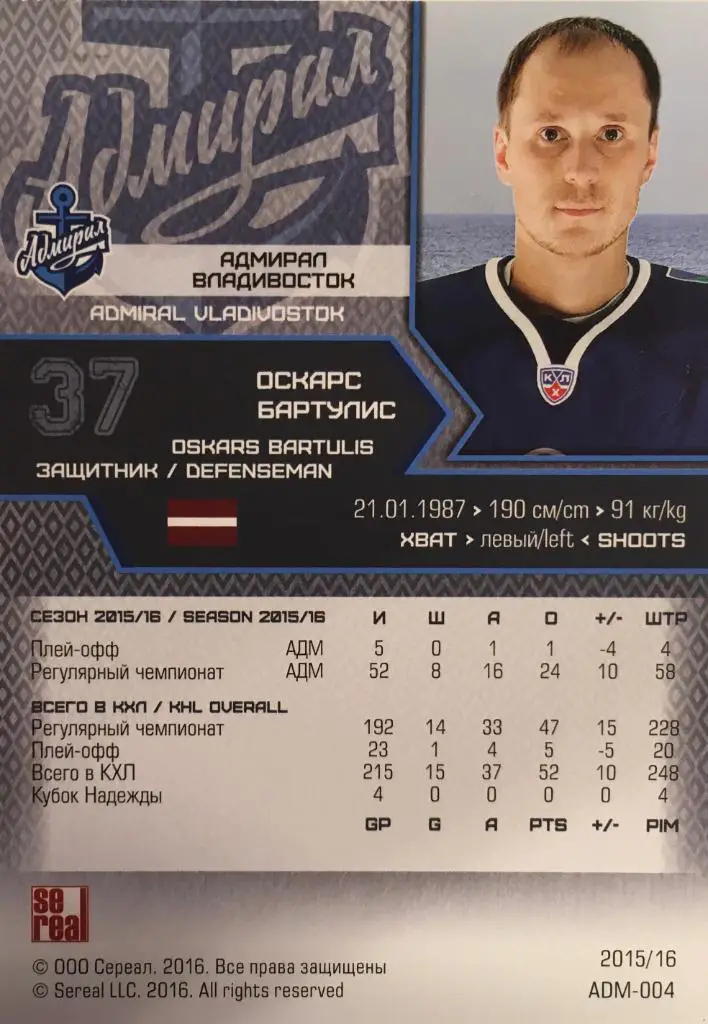 Адмирал
Адмирал
АДМИРАЛ
ВЛАДИВОСТОК
ADMIRAL VLADIVOSTOK
КХЛ
37
ОСКАРС
БАРТУЛИС
OSKARS BARTULIS
ЗАЩИТНИК / DEFENSEMAN
21.01.1987 > 190 см/cm > 91 кг/kg
ХВАТ > левый/left < SHOOTS
СЕЗОН 2015/16 / SEASON 2015/16 И Ш А О +/- ШТР
Плей-офф АДМ 5 0 1 1 -4 4
Регулярный чемпионат АДМ 52 8 16 24 10 58
ВСЕГО В КХЛ / KHL OVERALL
Регулярный чемпионат 192 14 33 47 15 228
Плей-офф 23 1 4 5 -5 20
Всего в КХЛ 215 15 37 52 10 248
Кубок Надежды 4 0 0 0 0 4
GP G A PTS +/- PIM
se
real
© ООО Сереал. 2016. Все права защищены
© Sereal LLC. 2016. All rights reserved
2015/16
ADM-004